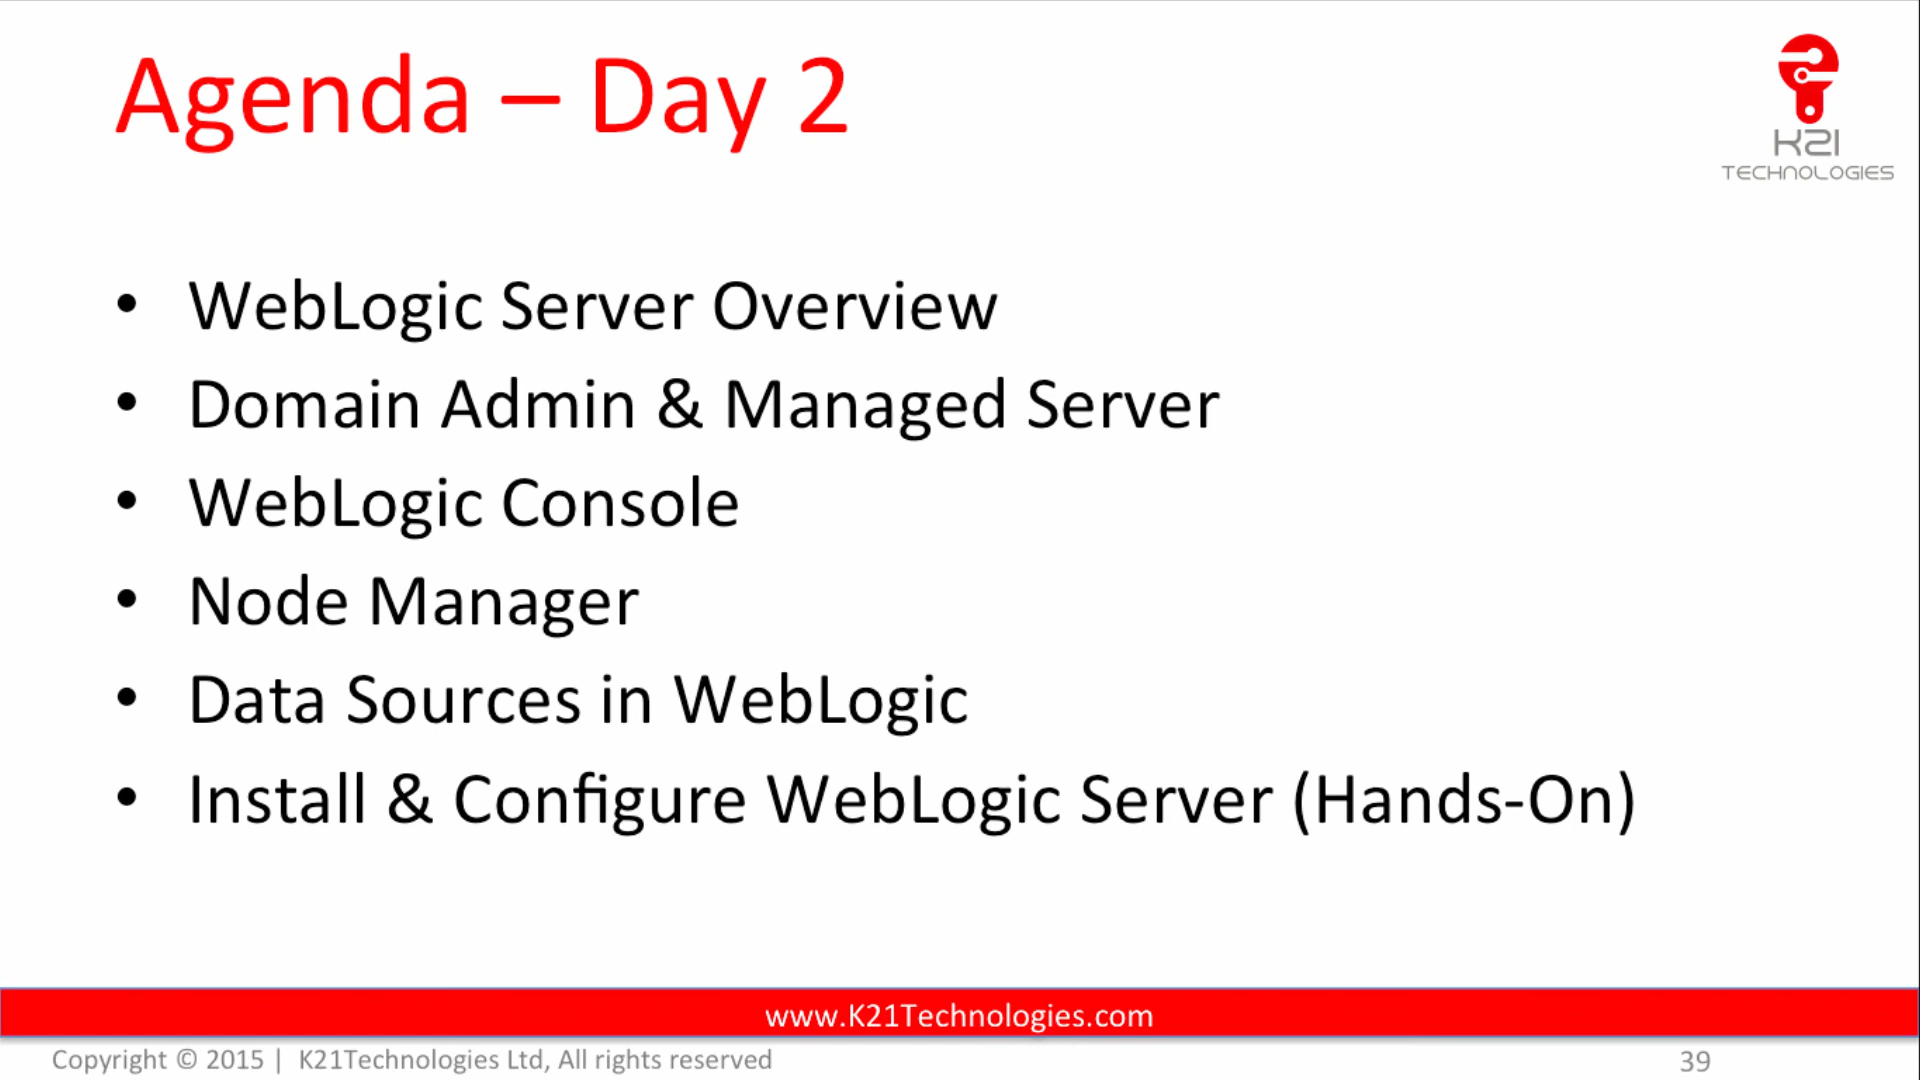 Agenda – Day 2
K21
TECHNOLOGIES
• WebLogic Server Overview
• Domain Admin & Managed Server
• WebLogic Console
• Node Manager
• Data Sources in WebLogic
• Install & Configure WebLogic Server (Hands-On)
www.K21Technologies.com
Copyright © 2015 | K21Technologies Ltd, All rights reserved
39